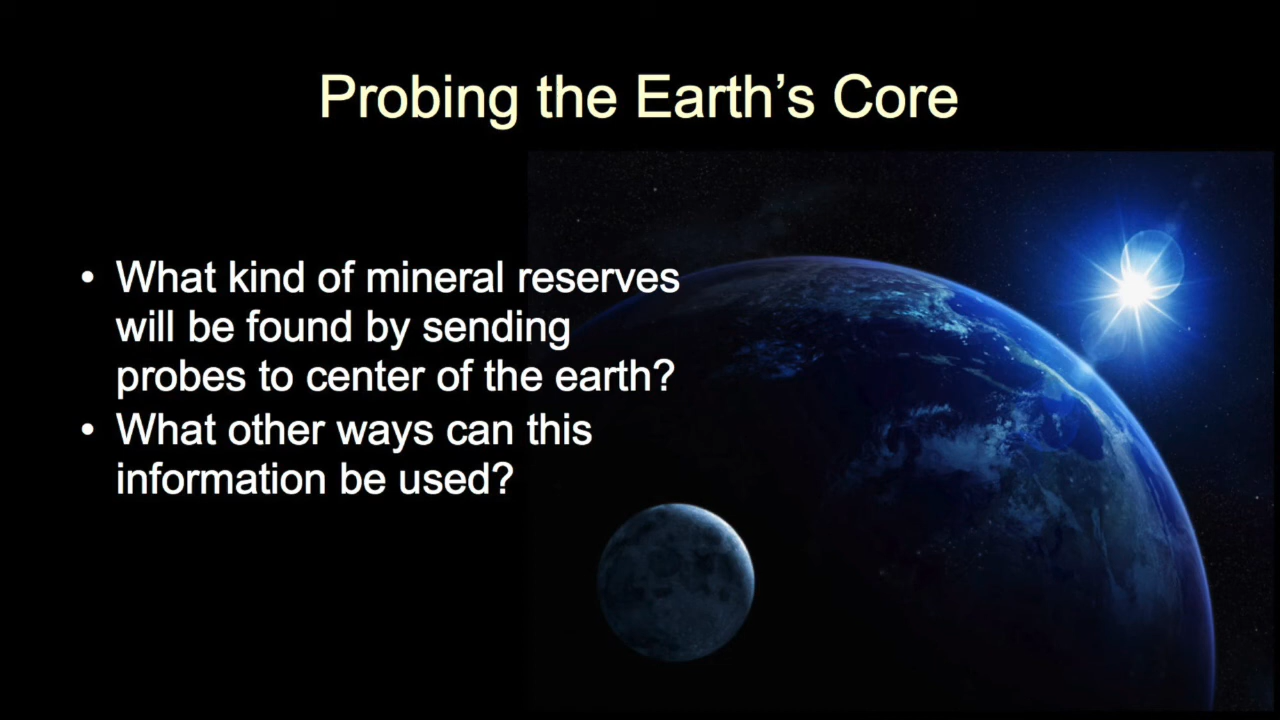 Probing the Earth’s Core
• What kind of mineral reserves
will be found by sending
probes to center of the earth?
• What other ways can this
information be used?